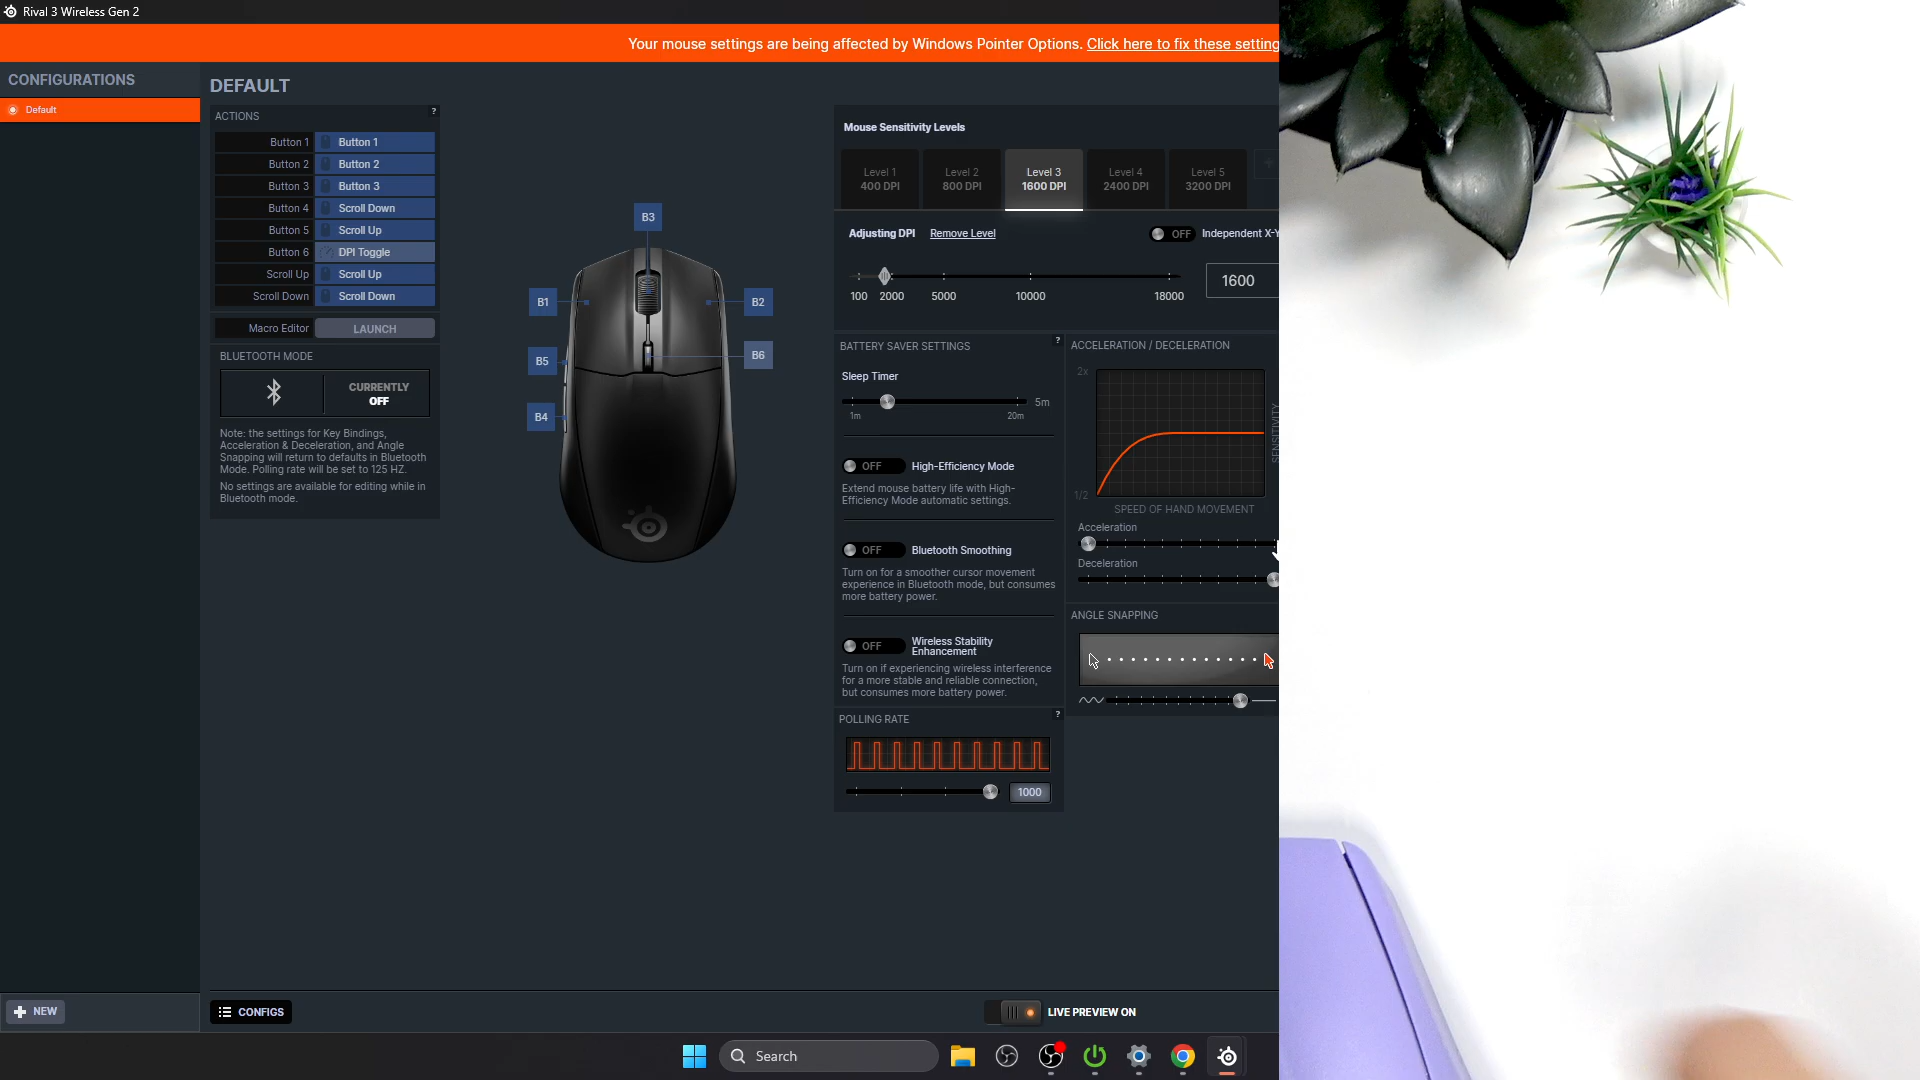 Rival 3 Wireless Gen 2
Your mouse settings are being affected by Windows Pointer Options. Click here to fix these setting
CONFIGURATIONS
Default
DEFAULT
ACTIONS
?
Button 1 Button 1
Button 2 Button 2
Button 3 Button 3
Button 4 Scroll Down
Button 5 Scroll Up
Button 6 DPI Toggle
Scroll Up Scroll Up
Scroll Down Scroll Down
Macro Editor LAUNCH
BLUETOOTH MODE
CURRENTLY
OFF
Note: the settings for Key Bindings,
Acceleration & Deceleration, and Angle
Snapping will return to defaults in Bluetooth
Mode. Polling rate will be set to 125 HZ.
No settings are available for editing while in
Bluetooth mode.
B3
B1
B2
B5
B6
B4
Mouse Sensitivity Levels
Level 1
400 DPI
Level 2
800 DPI
Level 3
1600 DPI
Level 4
2400 DPI
Level 5
3200 DPI
+
Adjusting DPI Remove Level
OFF Independent X-Y
100 2000 5000 10000 18000
1600
BATTERY SAVER SETTINGS
?
Sleep Timer
5m
1m 20m
OFF High-Efficiency Mode
Extend mouse battery life with High-
Efficiency Mode automatic settings.
OFF Bluetooth Smoothing
Turn on for a smoother cursor movement
experience in Bluetooth mode, but consumes
more battery power.
OFF Wireless Stability
Enhancement
Turn on if experiencing wireless interference
for a more stable and reliable connection,
but consumes more battery power.
POLLING RATE
?
1000
ACCELERATION / DECELERATION
2x
SENSITIVITY
1/2
SPEED OF HAND MOVEMENT
Acceleration
Deceleration
ANGLE SNAPPING
+ NEW
CONFIGS
LIVE PREVIEW ON
Search